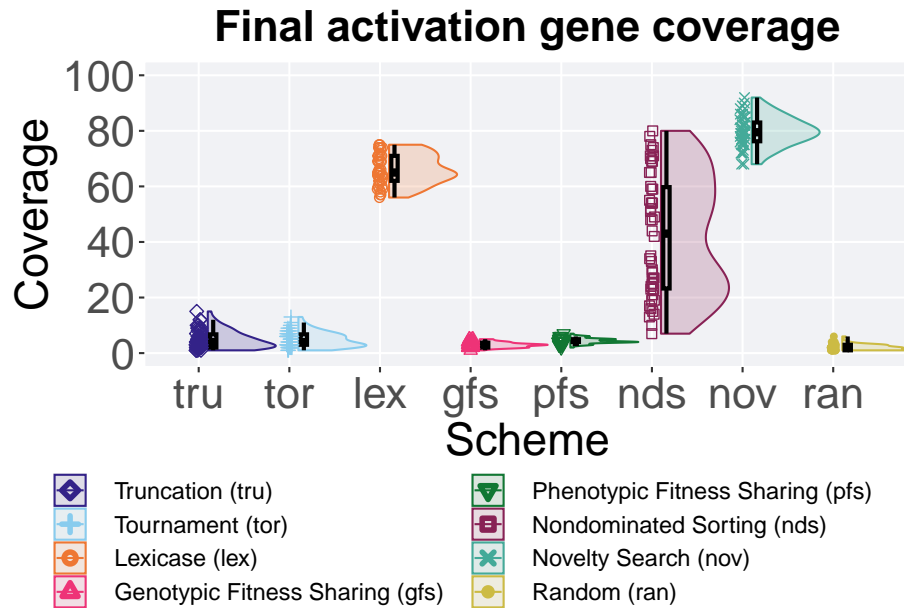 Final activation gene coverage
Coverage
100
80
60
40
20
0
tru tor lex gfs pfs nds nov ran
Scheme
Truncation (tru)
Tournament (tor)
Lexicase (lex)
Genotypic Fitness Sharing (gfs)
Phenotypic Fitness Sharing (pfs)
Nondominated Sorting (nds)
Novelty Search (nov)
Random (ran)